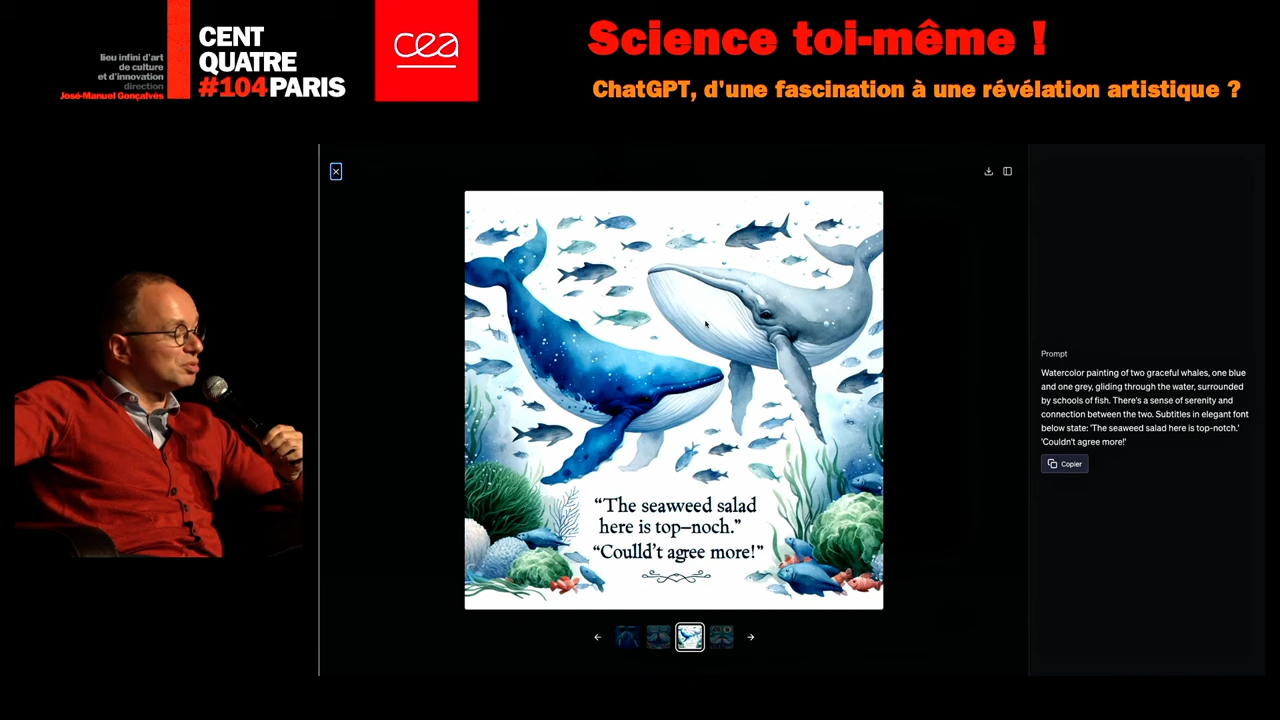 lieu infini d'art
de culture
et d'innovation
direction
José-Manuel Gonçalvès
CENT
QUATRE
#104PARIS
cea
Science toi-même !
ChatGPT, d'une fascination à une révélation artistique ?
“The seaweed salad
here is top–noch.”
“Coulld’t agree more!”
Prompt
Watercolor painting of two graceful whales, one blue
and one grey, gliding through the water, surrounded
by schools of fish. There's a sense of serenity and
connection between the two. Subtitles in elegant font
below state: 'The seaweed salad here is top-notch.'
'Couldn't agree more!'
Copier